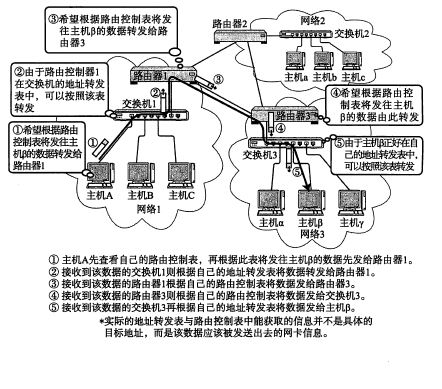 ③希望根据路由控制表将发
往主机β的数据转发给路由
器3
路由器2
网络2
交换机2
主机a 主机b 主机c
②由于路由控制器1
在交换机的地址转发
表中，可以按照该表
转发
路由器1
③
②
交换机1
①希望根据路由
控制表将发往主
机β的数据转发给
路由器1
①
主机A 主机B 主机C
网络1
④希望根据路由控
制表将发往主机
β的数据由此转发
路由器3
④
交换机3
⑤由于主机β正好在自
己的地址转发表中，
可以按照该表转发
⑤
主机α 主机β 主机γ
网络3
① 主机A先查看自己的路由控制表，再根据此表将发往主机β的数据先发给路由器1。
② 接收到该数据的交换机1则根据自己的地址转发表将数据转发给路由器1。
③ 接收到该数据的路由器1根据自己的路由控制表将数据发给路由器3。
④ 接收到该数据的路由器3则根据自己的路由控制表将数据发给交换机3。
⑤ 接收到该数据的交换机3再根据自己的地址转发表将数据发给主机β。
*实际的地址转发表与路由控制表中能获取的信息并不是具体的
目标地址，而是该数据应该被发送出去的网卡信息。